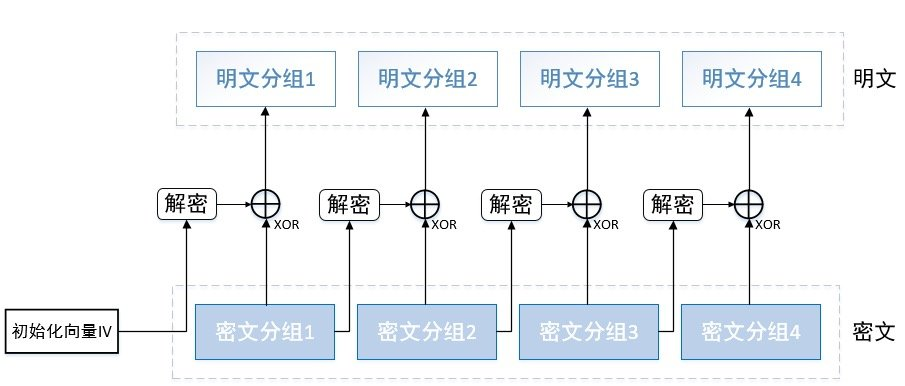 明文分组1 明文分组2 明文分组3 明文分组4 明文
解密 解密 解密 解密
XOR XOR XOR XOR
初始化向量IV 密文分组1 密文分组2 密文分组3 密文分组4 密文